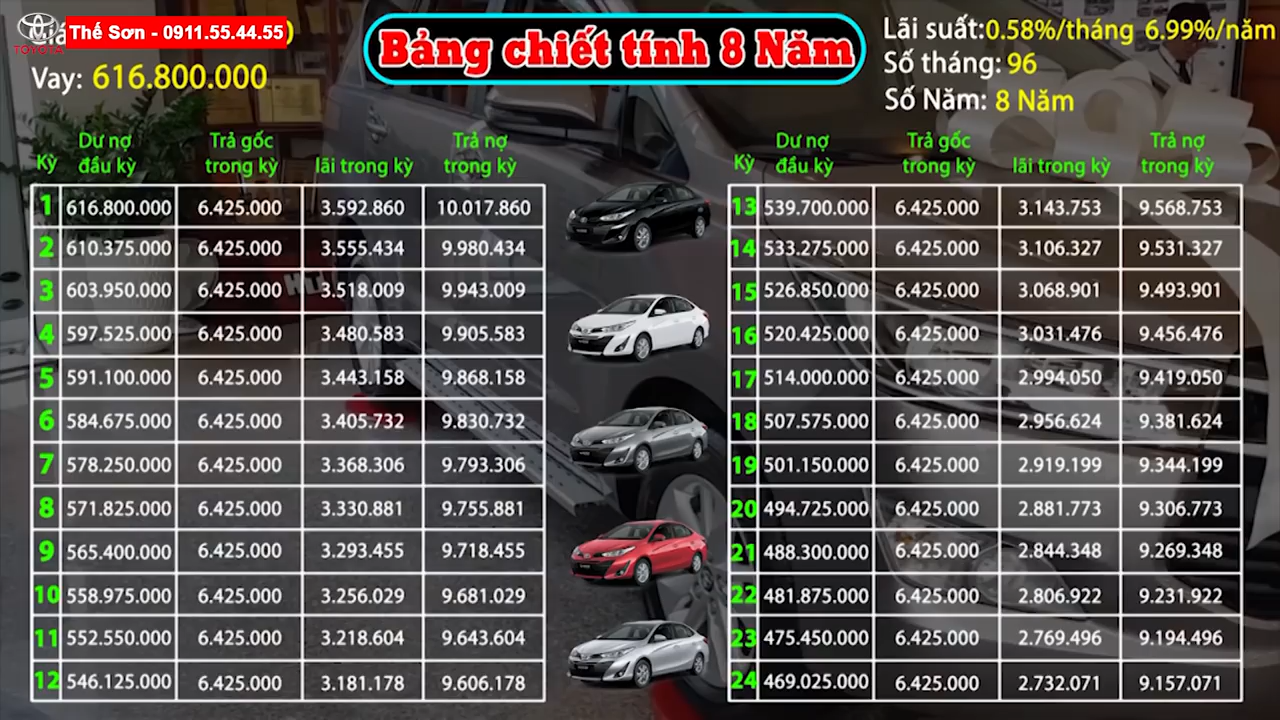 TOYOTA
Thế Sơn - 0911.55.44.55
Vay: 616.800.000
Bảng chiết tính 8 Năm
Lãi suất:0.58%/tháng 6.99%/năm
Số tháng: 96
Số Năm: 8 Năm
Kỳ Dư nợ đầu kỳ Trả gốc trong kỳ lãi trong kỳ Trả nợ trong kỳ
1 616.800.000 6.425.000 3.592.860 10.017.860
2 610.375.000 6.425.000 3.555.434 9.980.434
3 603.950.000 6.425.000 3.518.009 9.943.009
4 597.525.000 6.425.000 3.480.583 9.905.583
5 591.100.000 6.425.000 3.443.158 9.868.158
6 584.675.000 6.425.000 3.405.732 9.830.732
7 578.250.000 6.425.000 3.368.306 9.793.306
8 571.825.000 6.425.000 3.330.881 9.755.881
9 565.400.000 6.425.000 3.293.455 9.718.455
10 558.975.000 6.425.000 3.256.029 9.681.029
11 552.550.000 6.425.000 3.218.604 9.643.604
12 546.125.000 6.425.000 3.181.178 9.606.178
Kỳ Dư nợ đầu kỳ Trả gốc trong kỳ lãi trong kỳ Trả nợ trong kỳ
13 539.700.000 6.425.000 3.143.753 9.568.753
14 533.275.000 6.425.000 3.106.327 9.531.327
15 526.850.000 6.425.000 3.068.901 9.493.901
16 520.425.000 6.425.000 3.031.476 9.456.476
17 514.000.000 6.425.000 2.994.050 9.419.050
18 507.575.000 6.425.000 2.956.624 9.381.624
19 501.150.000 6.425.000 2.919.199 9.344.199
20 494.725.000 6.425.000 2.881.773 9.306.773
21 488.300.000 6.425.000 2.844.348 9.269.348
22 481.875.000 6.425.000 2.806.922 9.231.922
23 475.450.000 6.425.000 2.769.496 9.194.496
24 469.025.000 6.425.000 2.732.071 9.157.071